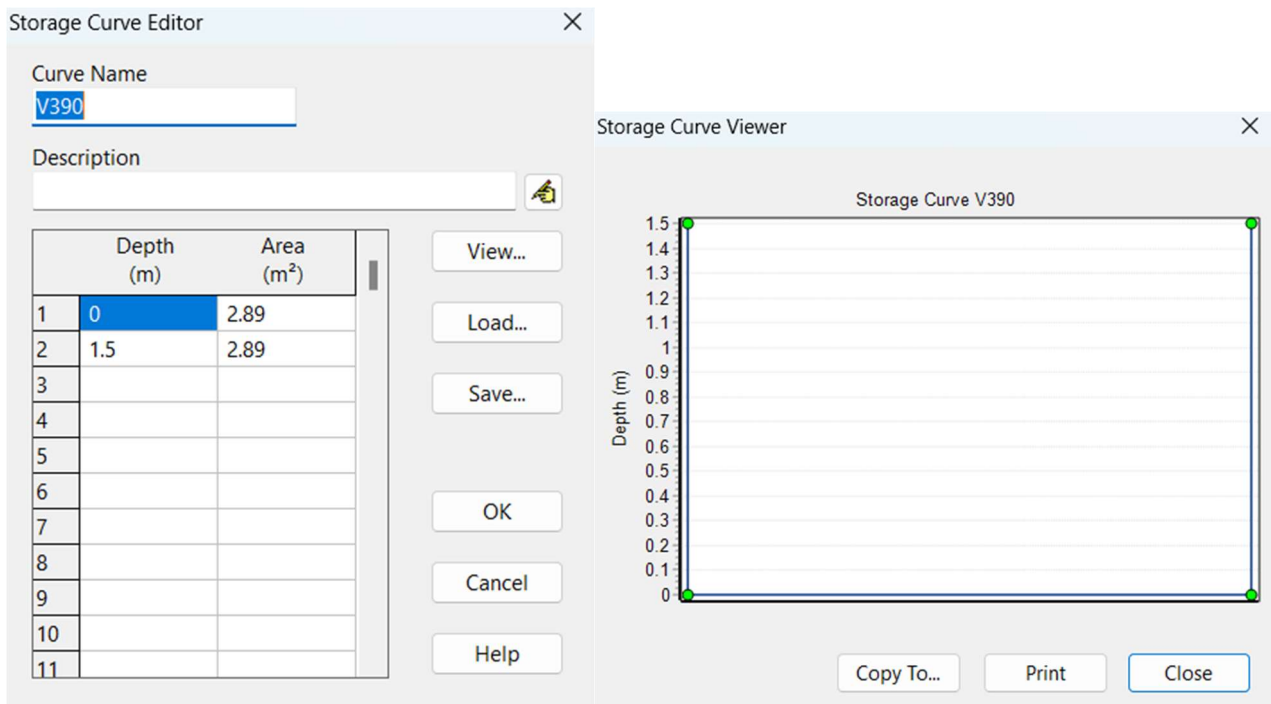 Storage Curve Editor
Curve Name
V390
Description
Depth Area
(m) (m²)
1 0 2.89
2 1.5 2.89
3
4
5
6
7
8
9
10
11
View...
Load...
Save...
OK
Cancel
Help
Storage Curve Viewer
Storage Curve V390
1.5
1.4
1.3
1.2
1.1
1
0.9
0.8
0.7
0.6
0.5
0.4
0.3
0.2
0.1
0
Depth (m)
Copy To... Print Close